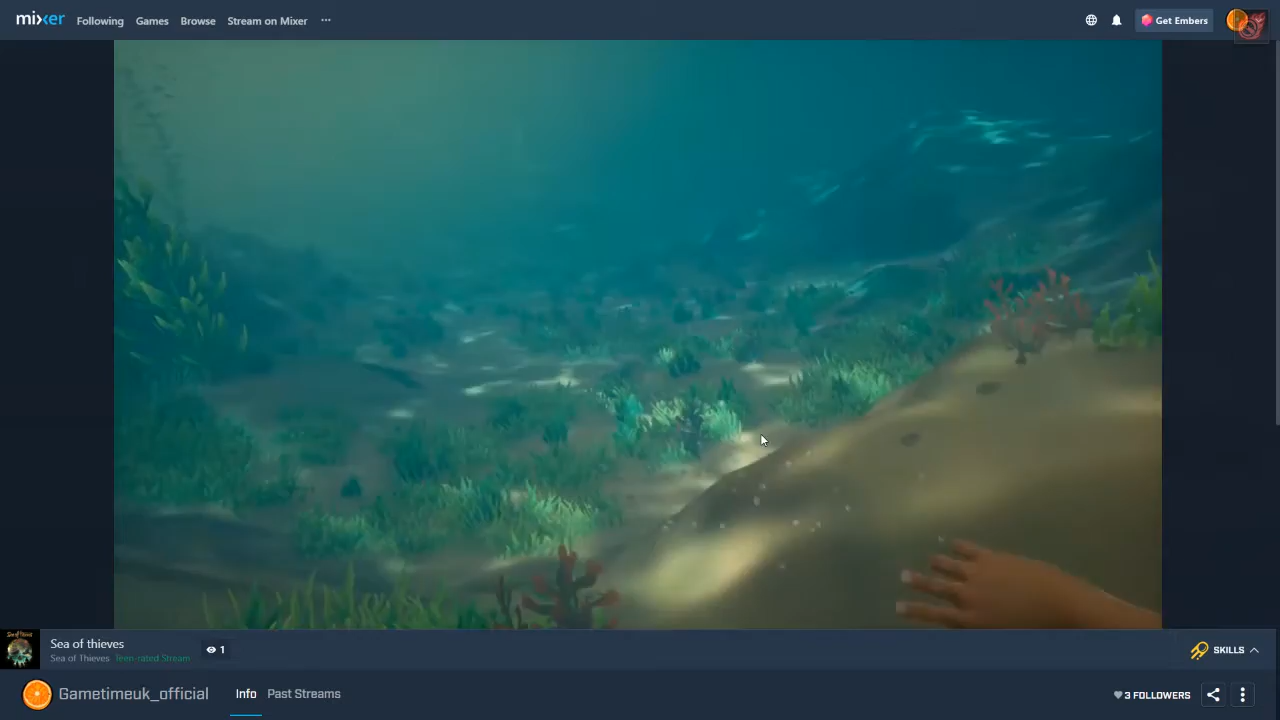 mixer Following Games Browse Stream on Mixer ··· Get Embers
Sea of thieves 1
Sea of Thieves Teen-rated Stream
SKILLS
Gametimeuk_official Info Past Streams 3 FOLLOWERS